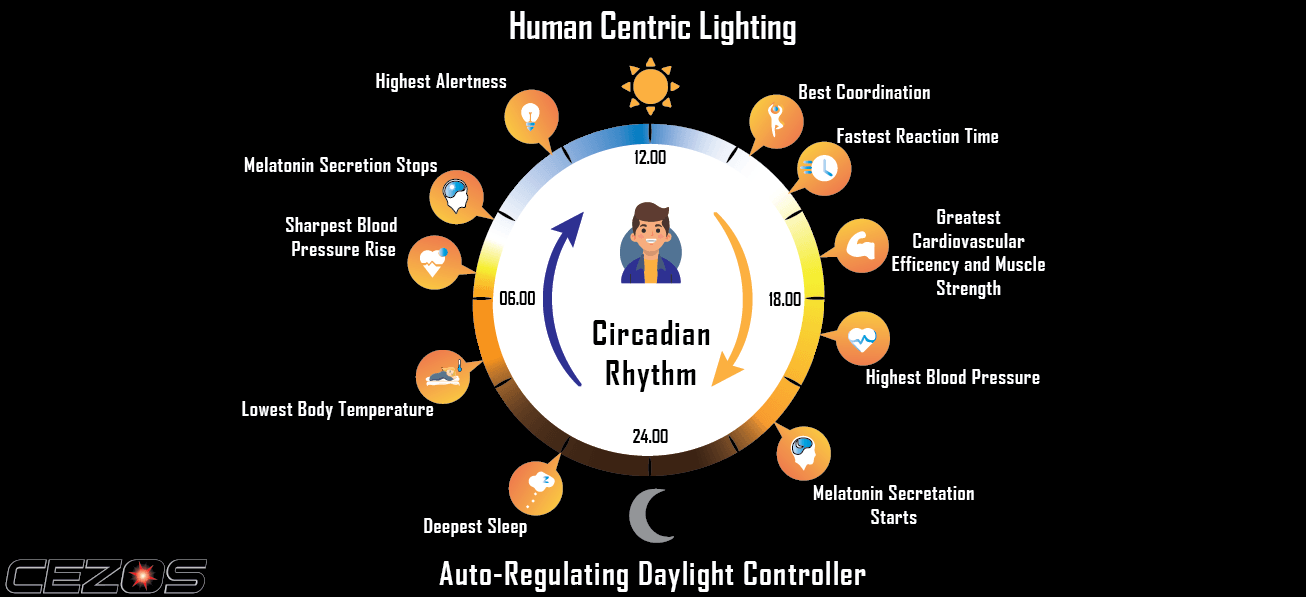 Human Centric Lighting
Highest Alertness
Best Coordination
Fastest Reaction Time
12.00
Melatonin Secretion Stops
Sharpest Blood
Pressure Rise
Greatest
Cardiovascular
Efficency and Muscle
Strength
06.00
18.00
Circadian
Rhythm
Highest Blood Pressure
Lowest Body Temperature
24.00
z
Melatonin Secretation
Starts
Deepest Sleep
CEZOS
Auto-Regulating Daylight Controller